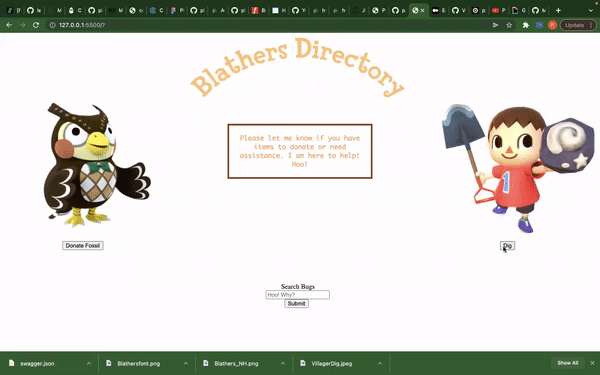 Update
127.0.0.1:5500/?
Blathers Directory
Please let me know if you have
items to donate or need
assistance. I am here to help!
Hoo!
Donate Fossil
Dig
Search Bugs
Hoo! Why?
Submit
swagger.json
Blathersfont.png
Blathers_NH.png
VillagerDig.jpeg
Show All